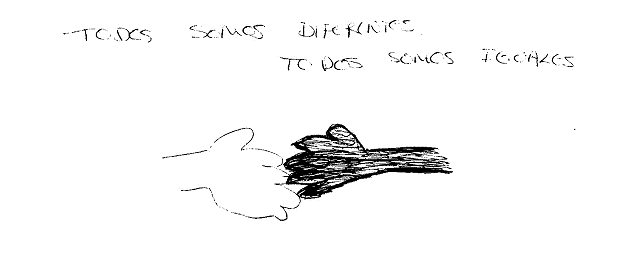 TODOS SOMOS DIFERENTES.
TODOS SOMOS IGUALES